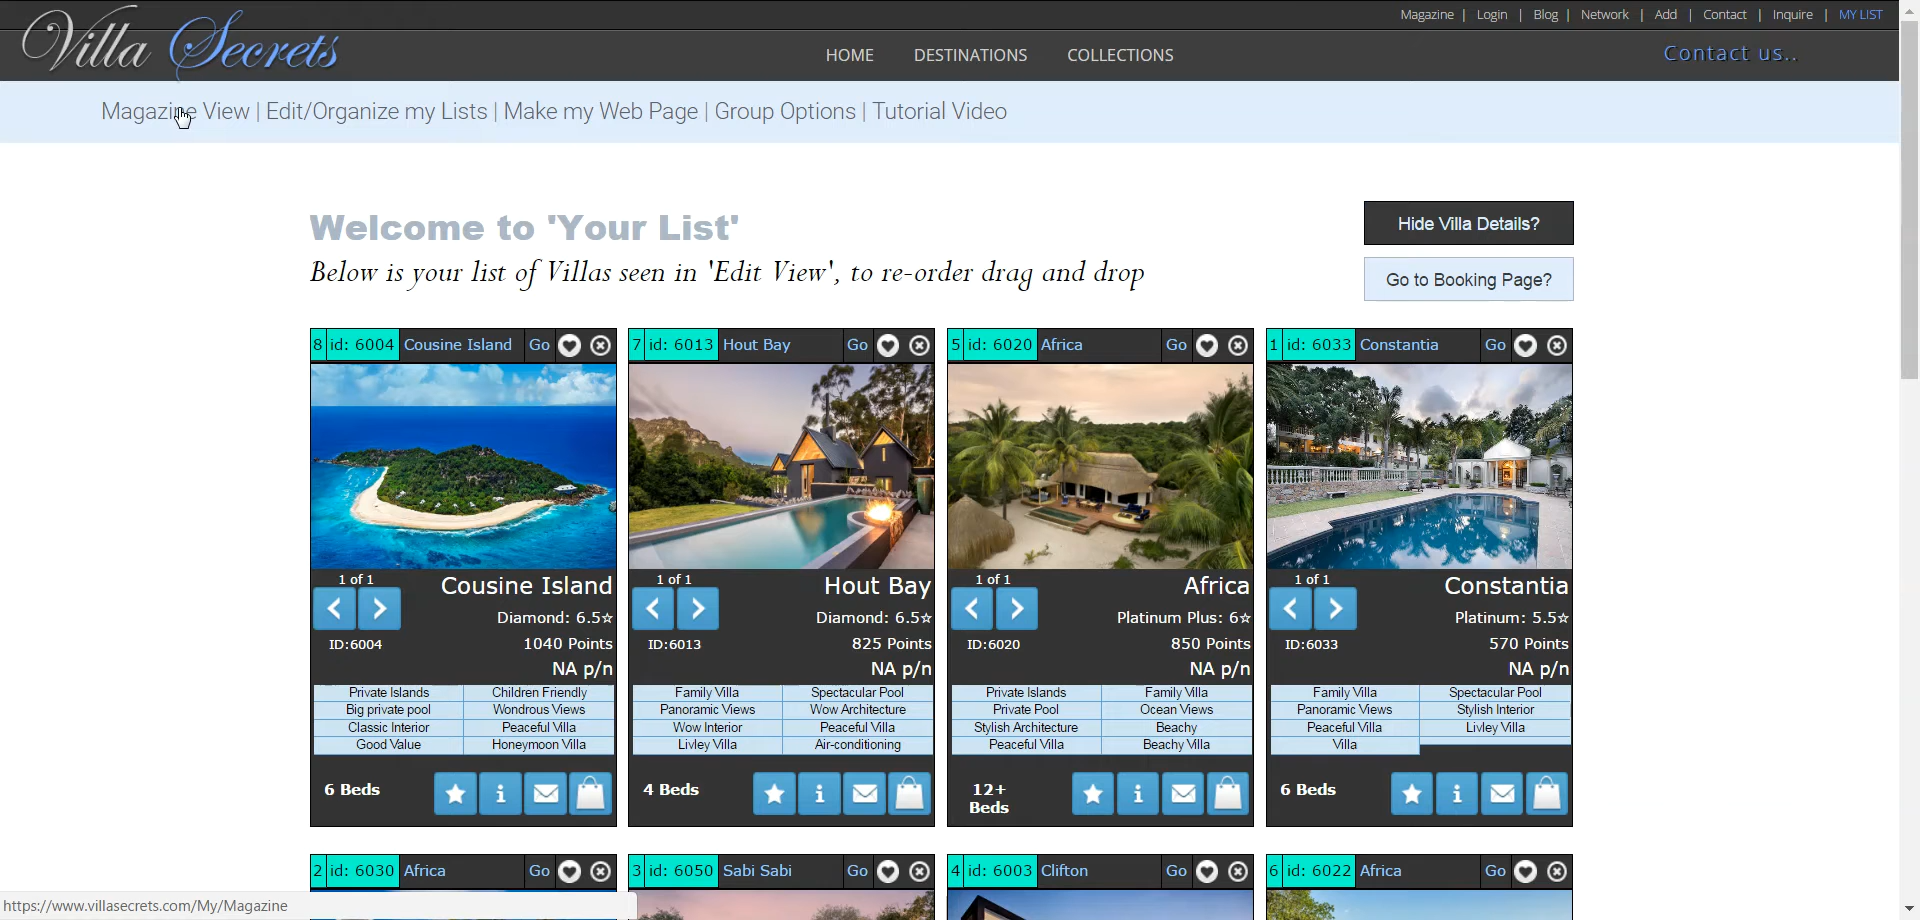 Magazine | Login | Blog | Network | Add | Contact | Inquire | MY LIST
Villa Secrets
HOME DESTINATIONS COLLECTIONS
Contact us..
Magazine View | Edit/Organize my Lists | Make my Web Page | Group Options | Tutorial Video
Welcome to 'Your List'
Below is your list of Villas seen in 'Edit View', to re-order drag and drop
Hide Villa Details?
Go to Booking Page?
8 id: 6004 Cousine Island Go
1 of 1
Cousine Island
Diamond: 6.5☆
ID:6004 1040 Points
NA p/n
Private Islands Children Friendly
Big private pool Wondrous Views
Classic Interior Peaceful Villa
Good Value Honeymoon Villa
6 Beds
7 id: 6013 Hout Bay Go
1 of 1
Hout Bay
Diamond: 6.5☆
ID:6013 825 Points
NA p/n
Family Villa Spectacular Pool
Panoramic Views Wow Architecture
Wow Interior Peaceful Villa
Livley Villa Air-conditioning
4 Beds
5 id: 6020 Africa Go
1 of 1
Africa
Platinum Plus: 6☆
ID:6020 850 Points
NA p/n
Private Islands Family Villa
Private Pool Ocean Views
Stylish Architecture Beachy
Peaceful Villa Beachy Villa
12+
Beds
1 id: 6033 Constantia Go
1 of 1
Constantia
Platinum: 5.5☆
ID:6033 570 Points
NA p/n
Family Villa Spectacular Pool
Panoramic Views Stylish Interior
Peaceful Villa Livley Villa
Villa
6 Beds
2 id: 6030 Africa Go
3 id: 6050 Sabi Sabi Go
4 id: 6003 Clifton Go
6 id: 6022 Africa Go
https://www.villasecrets.com/My/Magazine